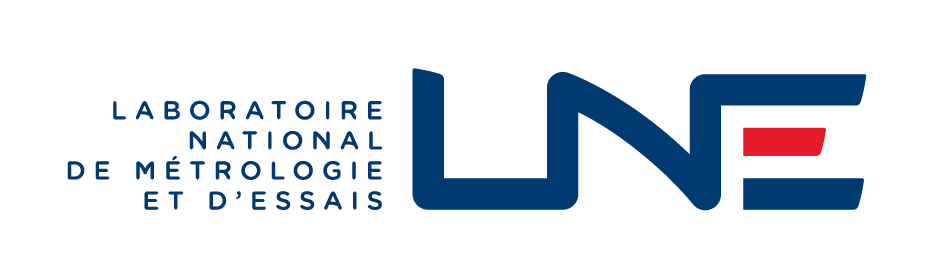 LABORATOIRE
NATIONAL
DE MÉTROLOGIE
ET D'ESSAIS
LNE